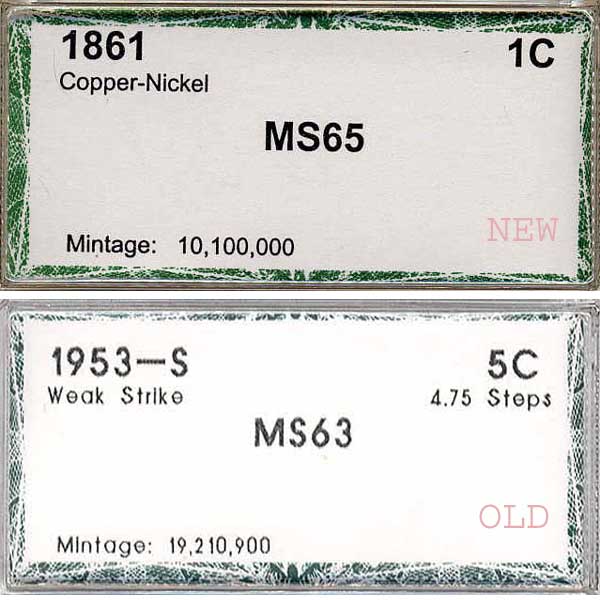 1861 1C
Copper-Nickel
MS65
NEW
Mintage: 10,100,000
1953—S 5C
Weak Strike 4.75 Steps
MS63
OLD
Mintage: 19,210,900